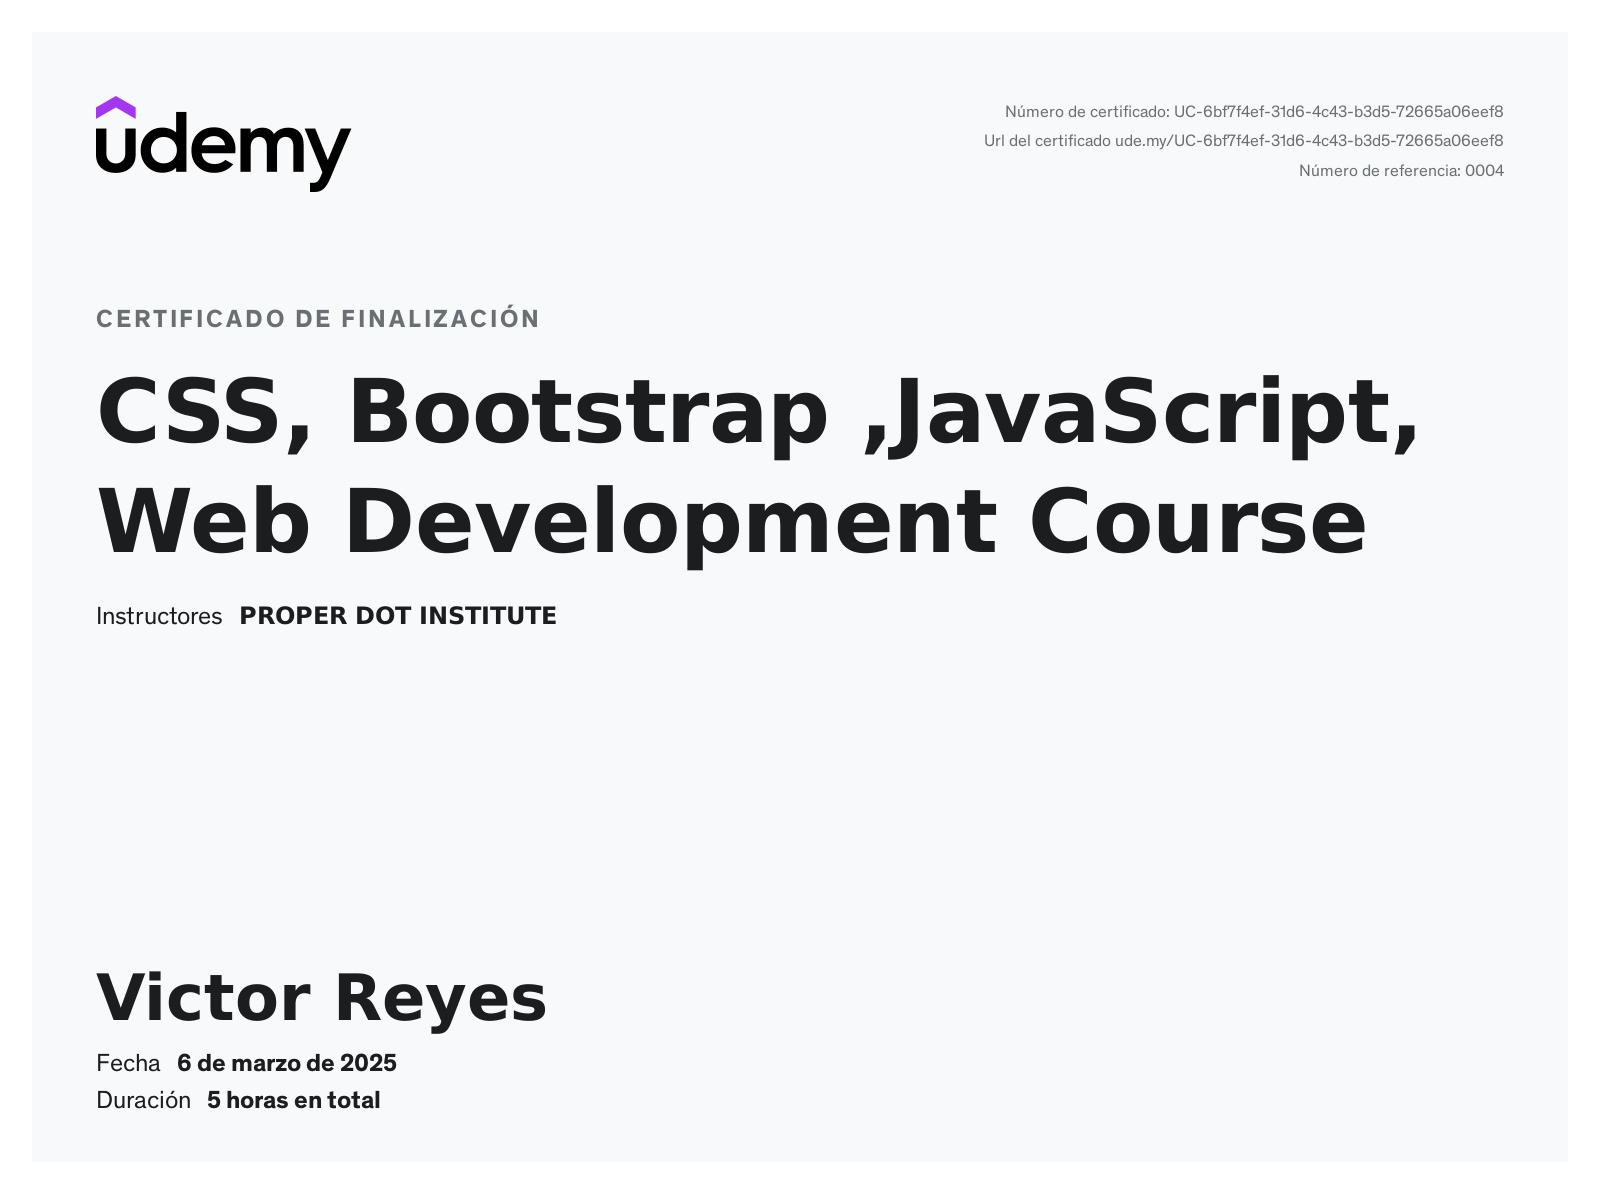 udemy
Número de certificado: UC-6bf7f4ef-31d6-4c43-b3d5-72665a06eef8
Url del certificado ude.my/UC-6bf7f4ef-31d6-4c43-b3d5-72665a06eef8
Número de referencia: 0004
CERTIFICADO DE FINALIZACIÓN
CSS, Bootstrap ,JavaScript,
Web Development Course
Instructores PROPER DOT INSTITUTE
Victor Reyes
Fecha 6 de marzo de 2025
Duración 5 horas en total